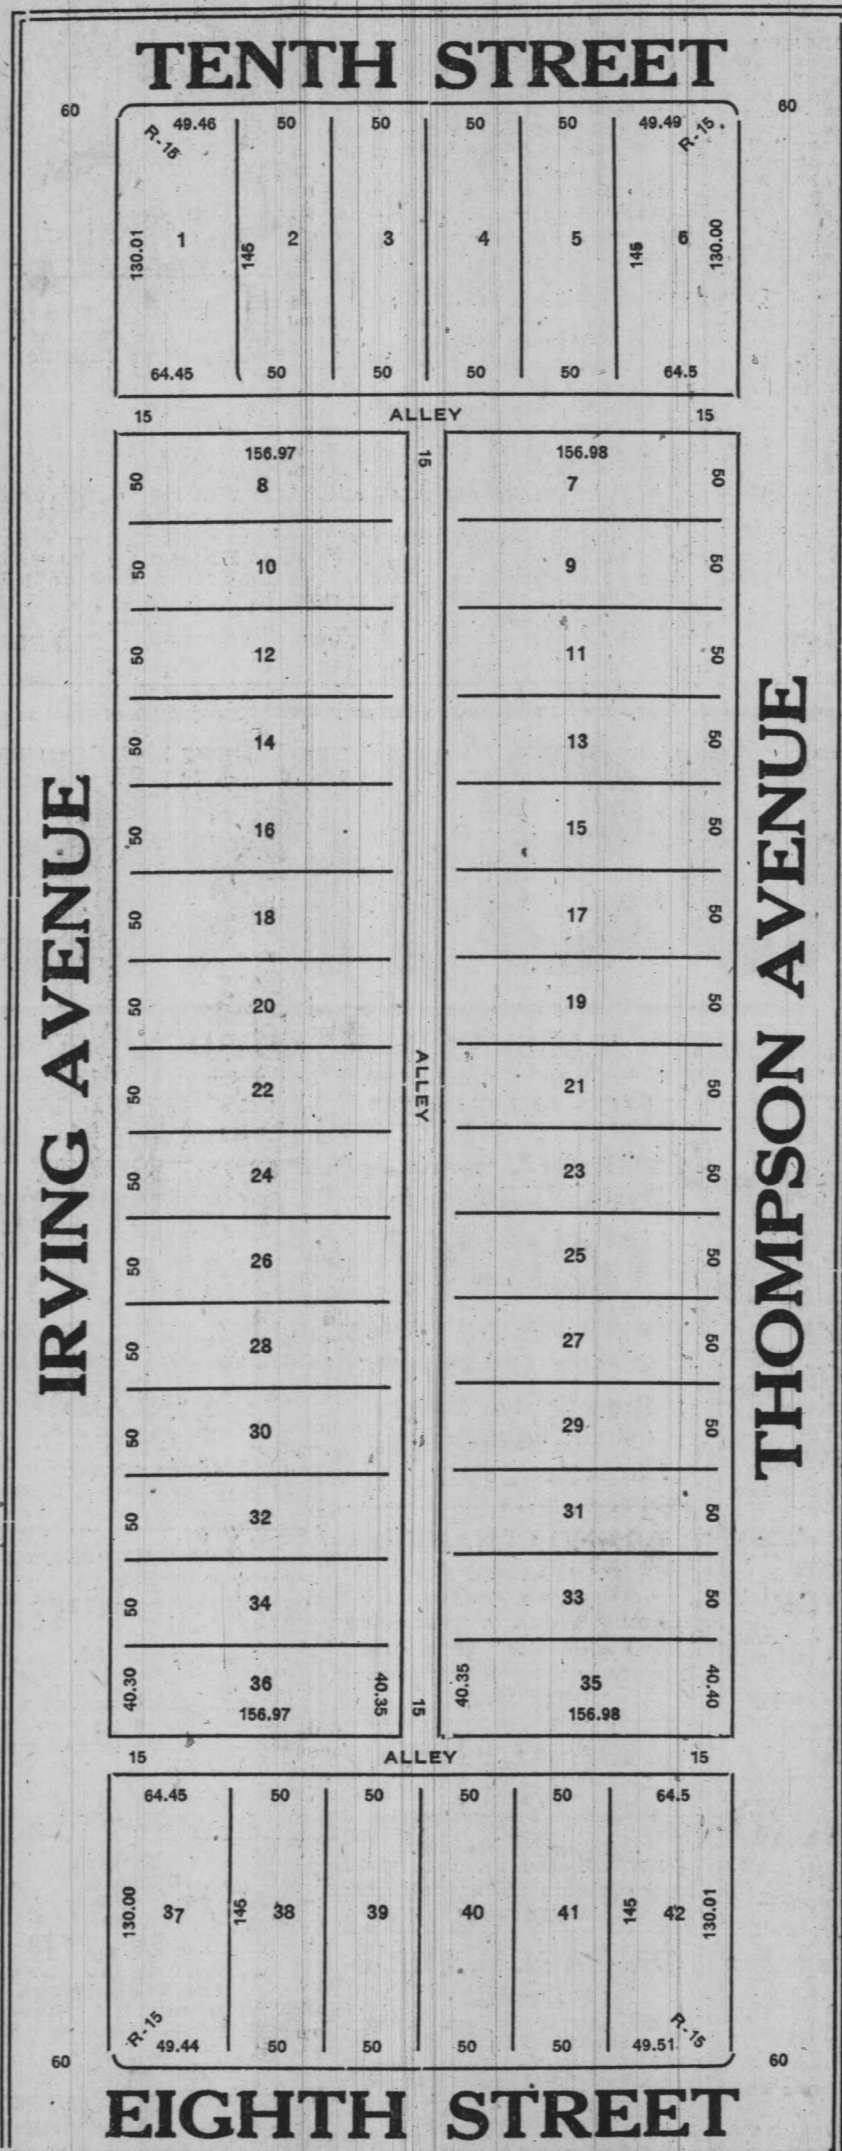 TENTH STREET
60 60
49.46 50 50 50 50 49.49
R-15 R-15
130.01 1 145 2 3 4 5 145 6 130.00
64.45 50 50 50 50 64.5
15 ALLEY 15
156.97 15 156.98
50 8 7 50
50 10 9 50
50 12 11 50
50 14 13 50
50 16 15 50
50 18 17 50
50 20 19 50
50 22 21 50
50 24 23 50
50 26 25 50
50 28 27 50
50 30 29 50
50 32 31 50
50 34 33 50
40.30 36 40.35 15 40.35 35 40.40
156.97 156.98
ALLEY
IRVING AVENUE
THOMPSON AVENUE
15 ALLEY 15
64.45 50 50 50 50 64.5
130.00 37 145 38 39 40 41 145 42 130.01
R-15 R-15
49.44 50 50 50 50 49.51
60 60
EIGHTH STREET